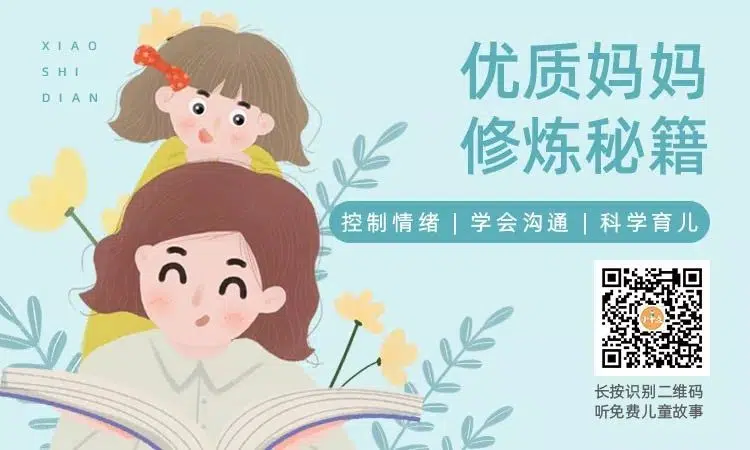 XIAO
SHI
DIAN
优质妈妈
修炼秘籍
控制情绪 | 学会沟通 | 科学育儿
长按识别二维码
听免费儿童故事